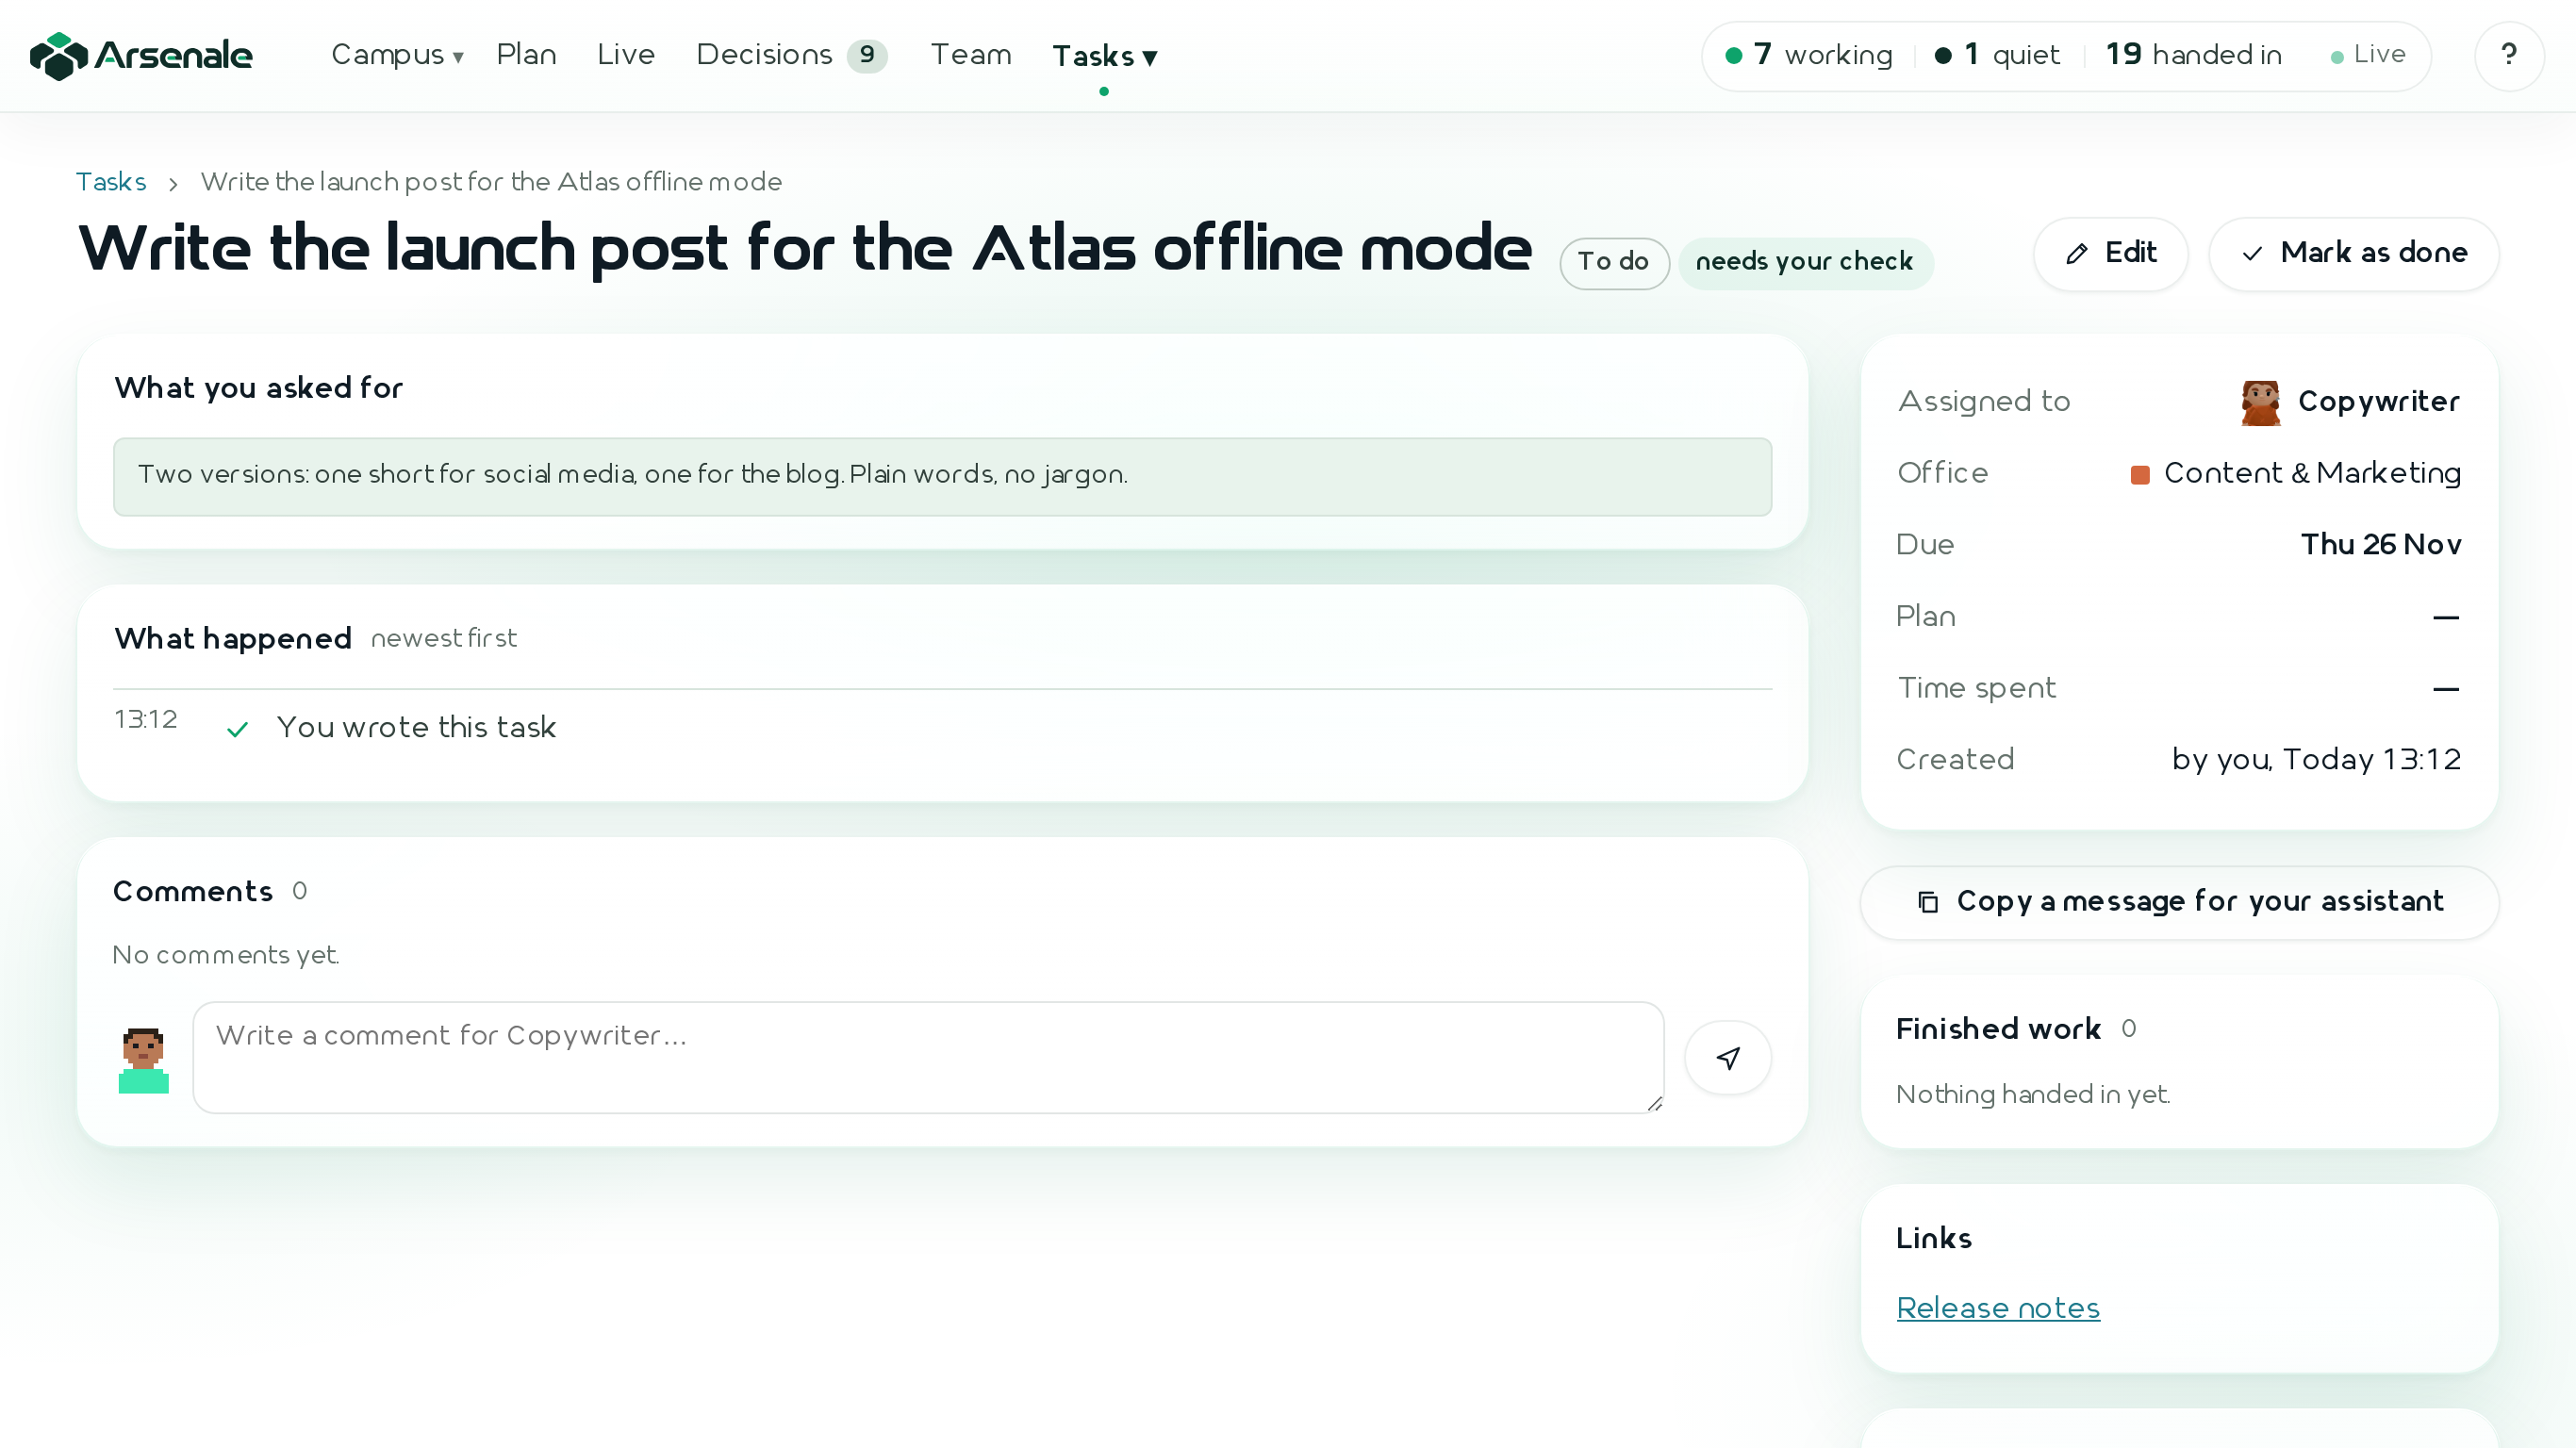 Arsenale
Campus ▾ Plan Live Decisions 9 Team Tasks ▾
7 working 1 quiet 19 handed in Live ?
Tasks › Write the launch post for the Atlas offline mode
Write the launch post for the Atlas offline mode To do needs your check
Edit Mark as done
What you asked for
Two versions: one short for social media, one for the blog. Plain words, no jargon.
What happened newest first
13:12 You wrote this task
Comments 0
No comments yet.
Write a comment for Copywriter...
Assigned to Copywriter
Office Content & Marketing
Due Thu 26 Nov
Plan —
Time spent —
Created by you, Today 13:12
Copy a message for your assistant
Finished work 0
Nothing handed in yet.
Links
Release notes